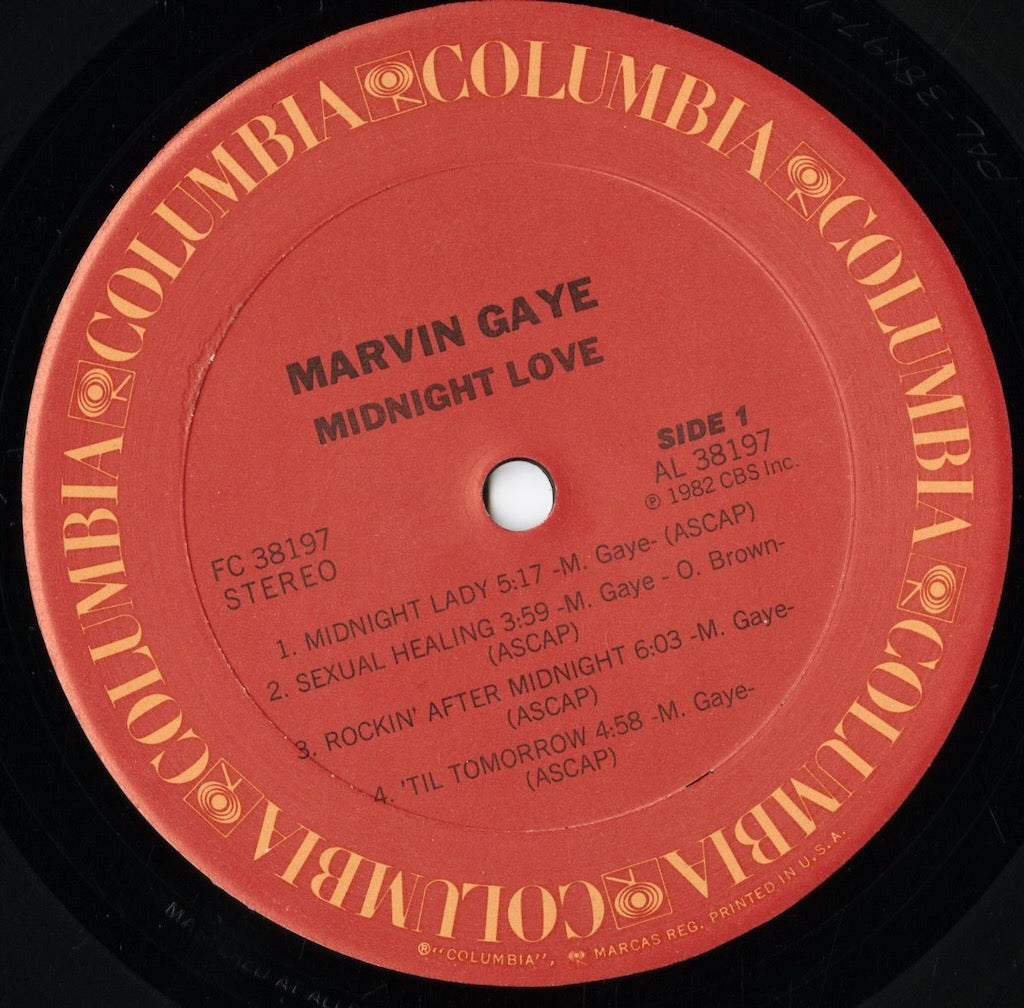 COLUMBIA COLUMBIA COLUMBIA COLUMBIA COLUMBIA COLUMBIA
MARVIN GAYE
MIDNIGHT LOVE
SIDE 1
AL 38197
℗ 1982 CBS Inc.
FC 38197
STEREO
1. MIDNIGHT LADY 5:17 -M. Gaye- (ASCAP)
2. SEXUAL HEALING 3:59 -M. Gaye - O. Brown-
(ASCAP)
3. ROCKIN' AFTER MIDNIGHT 6:03 -M. Gaye-
(ASCAP)
4. 'TIL TOMORROW 4:58 -M. Gaye-
(ASCAP)
®"COLUMBIA", MARCAS REG. PRINTED IN U.S.A.